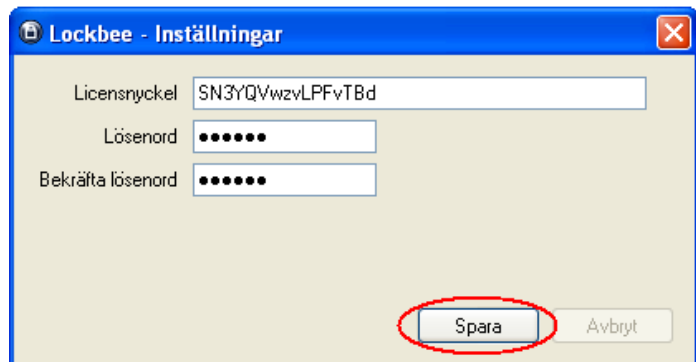 Lockbee - Inställningar
Licensnyckel SN3YQVwzvLPFvTBd
Lösenord ●●●●●●
Bekräfta lösenord ●●●●●●
Spara Avbryt